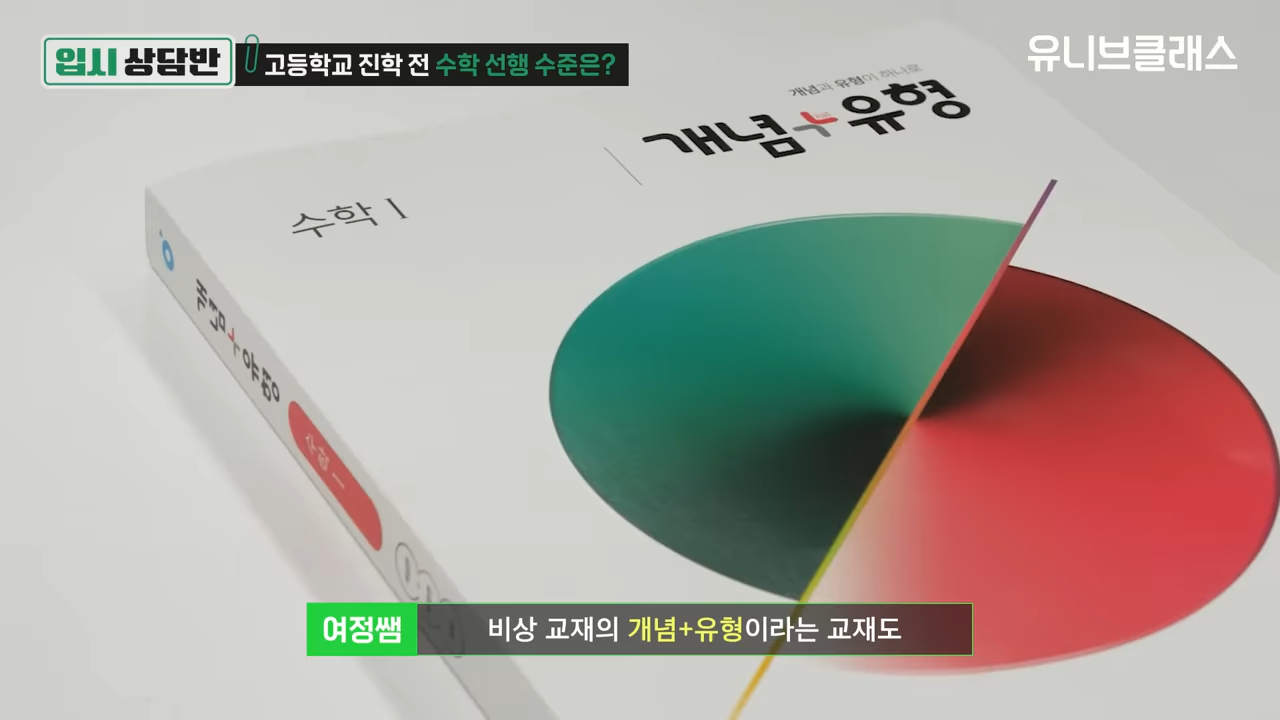 입시 상담반
고등학교 진학 전 수학 선행 수준은?
유니브클래스
개념과 유형이 하나로
개념+유형
수학 I
개념+유형
수학 I
여정쌤
비상 교재의 개념+유형이라는 교재도